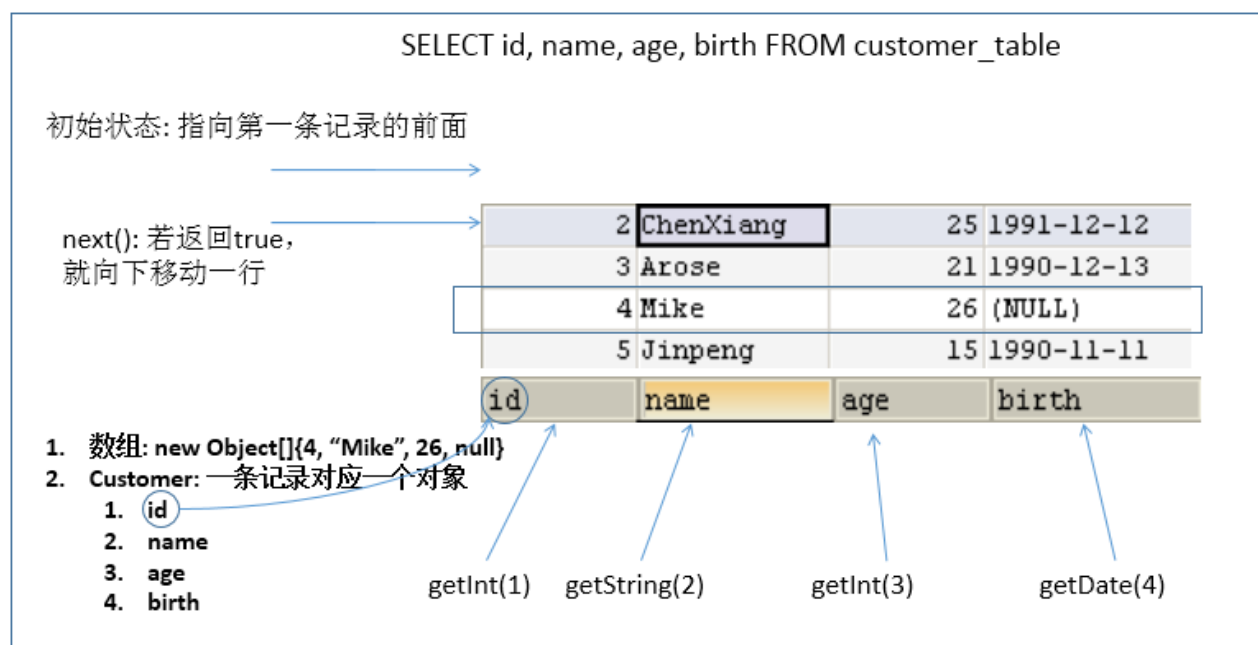 SELECT id, name, age, birth FROM customer_table
初始状态: 指向第一条记录的前面
next(): 若返回true，
就向下移动一行
2 ChenXiang 25 1991-12-12
3 Arose 21 1990-12-13
4 Mike 26 (NULL)
5 Jinpeng 15 1990-11-11
id name age birth
1. 数组: new Object[]{4, “Mike”, 26, null}
2. Customer: 一条记录对应一个对象
1. id
2. name
3. age
4. birth
getInt(1) getString(2) getInt(3) getDate(4)